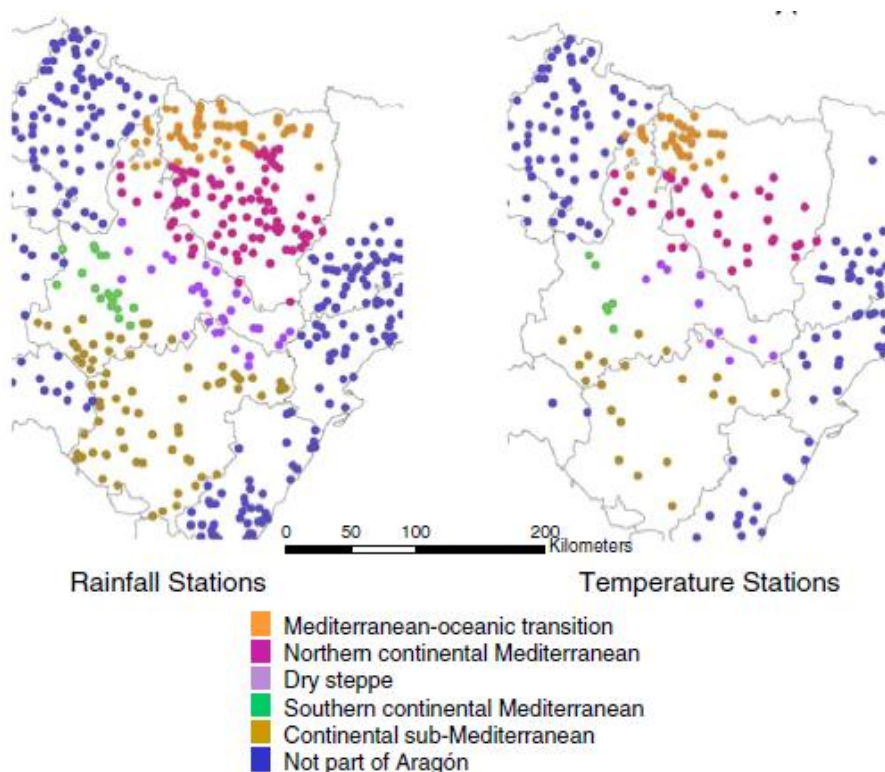 0 50 100 200
Kilometers
Rainfall Stations
Temperature Stations
Mediterranean-oceanic transition
Northern continental Mediterranean
Dry steppe
Southern continental Mediterranean
Continental sub-Mediterranean
Not part of Aragón